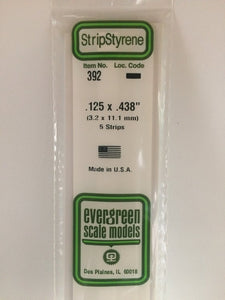 StripStyrene
Item No. Loc. Code
392
.125 x .438"
(3.2 x 11.1 mm)
5 Strips
Made in U.S.A.
evergreen
scale models
Des Plaines, IL 60018